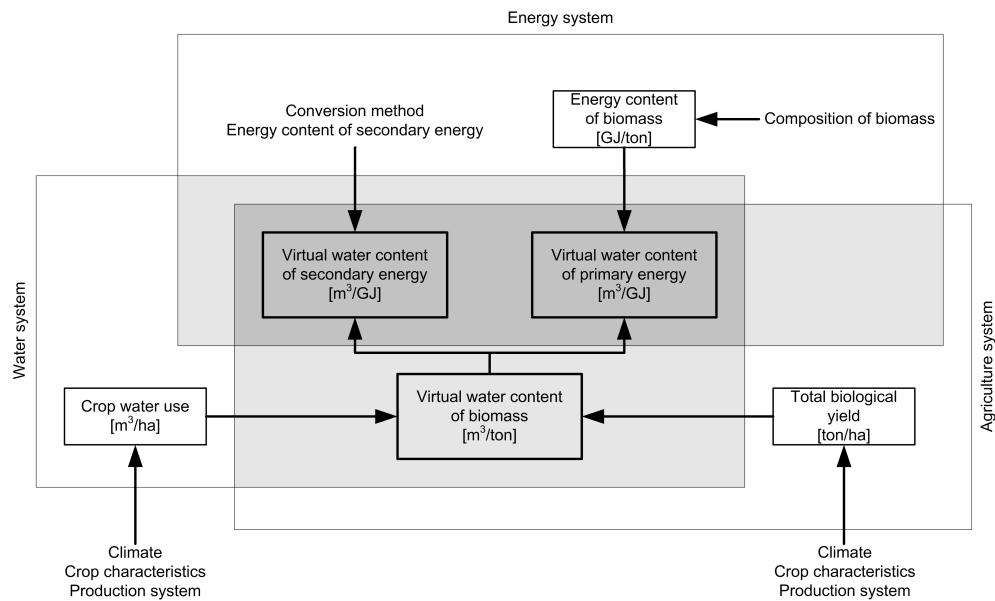 Energy system
Conversion method
Energy content of secondary energy
Energy content
of biomass
[GJ/ton]
Composition of biomass
Virtual water content
of secondary energy
[m³/GJ]
Virtual water content
of primary energy
[m³/GJ]
Water system
Agriculture system
Crop water use
[m³/ha]
Virtual water content
of biomass
[m³/ton]
Total biological
yield
[ton/ha]
Climate
Crop characteristics
Production system
Climate
Crop characteristics
Production system